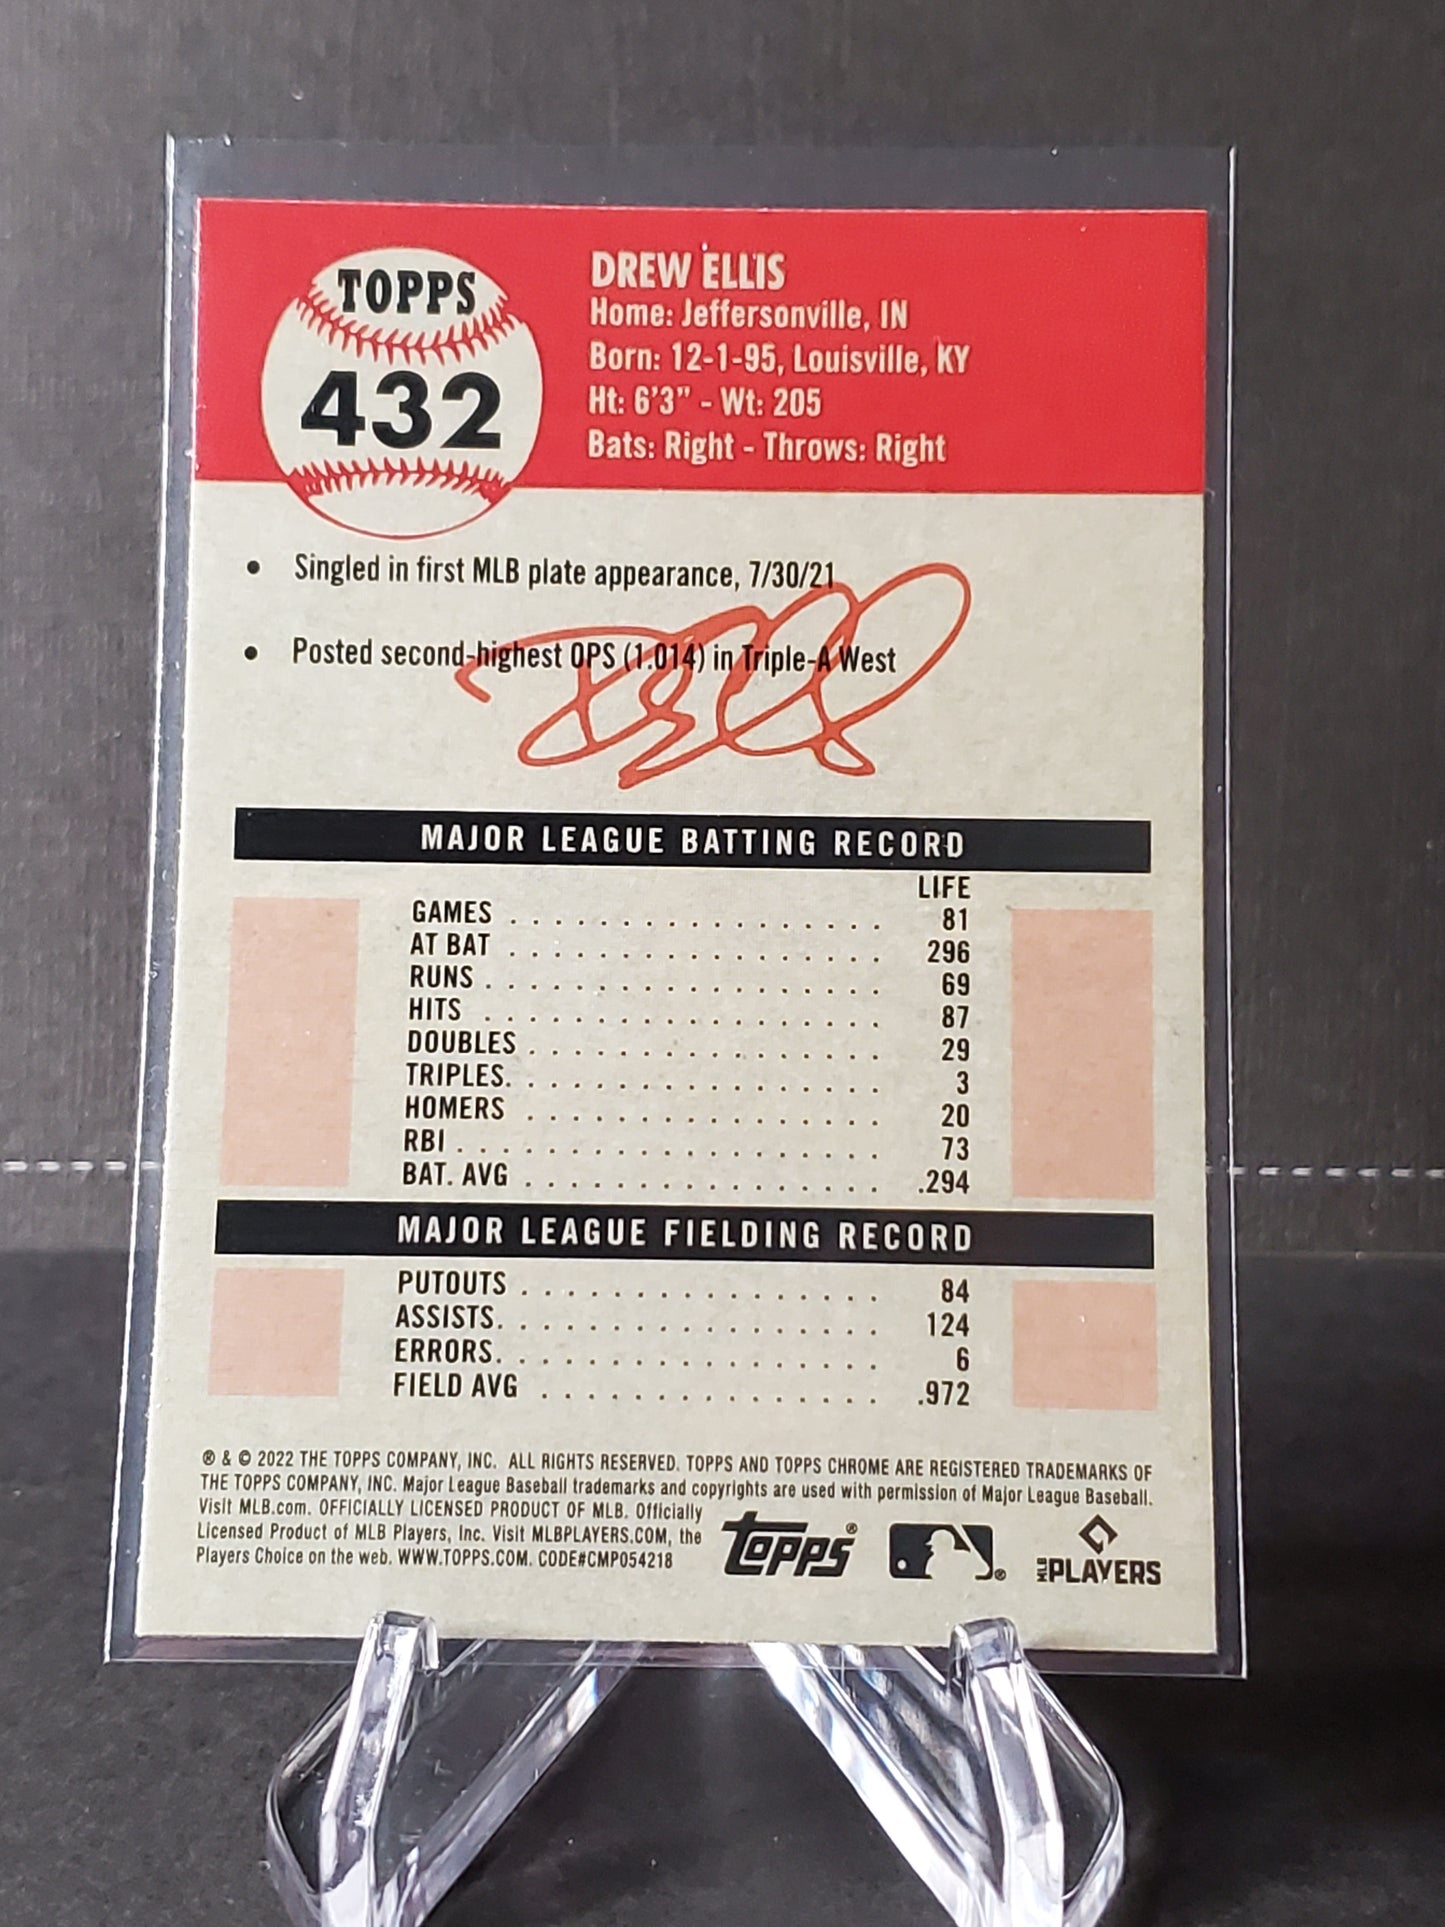 TOPPS
432
DREW ELLIS
Home: Jeffersonville, IN
Born: 12-1-95, Louisville, KY
Ht: 6'3" - Wt: 205
Bats: Right - Throws: Right
• Singled in first MLB plate appearance, 7/30/21
• Posted second-highest OPS (1.014) in Triple-A West
MAJOR LEAGUE BATTING RECORD
LIFE
GAMES . . . . . . . . . . . . . . . . . 81
AT BAT . . . . . . . . . . . . . . . . . 296
RUNS . . . . . . . . . . . . . . . . . . 69
HITS . . . . . . . . . . . . . . . . . . 87
DOUBLES . . . . . . . . . . . . . . . . 29
TRIPLES. . . . . . . . . . . . . . . . . 3
HOMERS . . . . . . . . . . . . . . . . 20
RBI . . . . . . . . . . . . . . . . . . . 73
BAT. AVG . . . . . . . . . . . . . . . . .294
MAJOR LEAGUE FIELDING RECORD
PUTOUTS . . . . . . . . . . . . . . . . 84
ASSISTS. . . . . . . . . . . . . . . . . 124
ERRORS. . . . . . . . . . . . . . . . . 6
FIELD AVG . . . . . . . . . . . . . . . .972
® & © 2022 THE TOPPS COMPANY, INC. ALL RIGHTS RESERVED. TOPPS AND TOPPS CHROME ARE REGISTERED TRADEMARKS OF
THE TOPPS COMPANY, INC. Major League Baseball trademarks and copyrights are used with permission of Major League Baseball.
Visit MLB.com. OFFICIALLY LICENSED PRODUCT OF MLB. Officially
Licensed Product of MLB Players, Inc. Visit MLBPLAYERS.COM, the
Players Choice on the web. WWW.TOPPS.COM. CODE#CMP054218
Topps® ® MLB PLAYERS